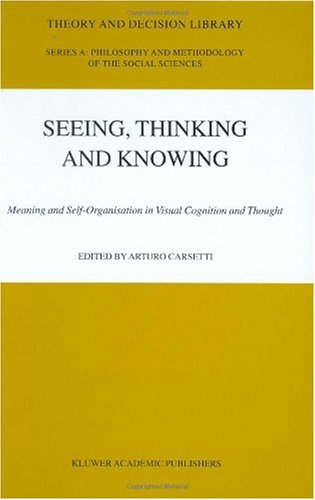 THEORY AND DECISION LIBRARY
SERIES A: PHILOSOPHY AND METHODOLOGY
OF THE SOCIAL SCIENCES
SEEING, THINKING
AND KNOWING
Meaning and Self-Organisation in Visual Cognition and Thought
EDITED BY ARTURO CARSETTI
KLUWER ACADEMIC PUBLISHERS